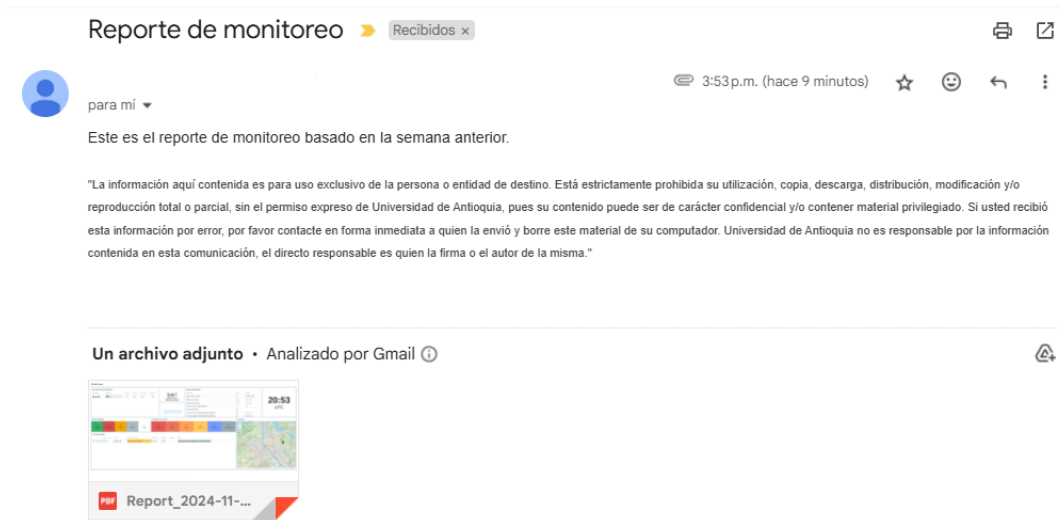 Reporte de monitoreo
Recibidos ×
3:53 p.m. (hace 9 minutos)
para mí
Este es el reporte de monitoreo basado en la semana anterior.
"La información aquí contenida es para uso exclusivo de la persona o entidad de destino. Está estrictamente prohibida su utilización, copia, descarga, distribución, modificación y/o
reproducción total o parcial, sin el permiso expreso de Universidad de Antioquia, pues su contenido puede ser de carácter confidencial y/o contener material privilegiado. Si usted recibió
esta información por error, por favor contacte en forma inmediata a quien la envió y borre este material de su computador. Universidad de Antioquia no es responsable por la información
contenida en esta comunicación, el directo responsable es quien la firma o el autor de la misma."
Un archivo adjunto • Analizado por Gmail
20:53
PDF Report_2024-11-...